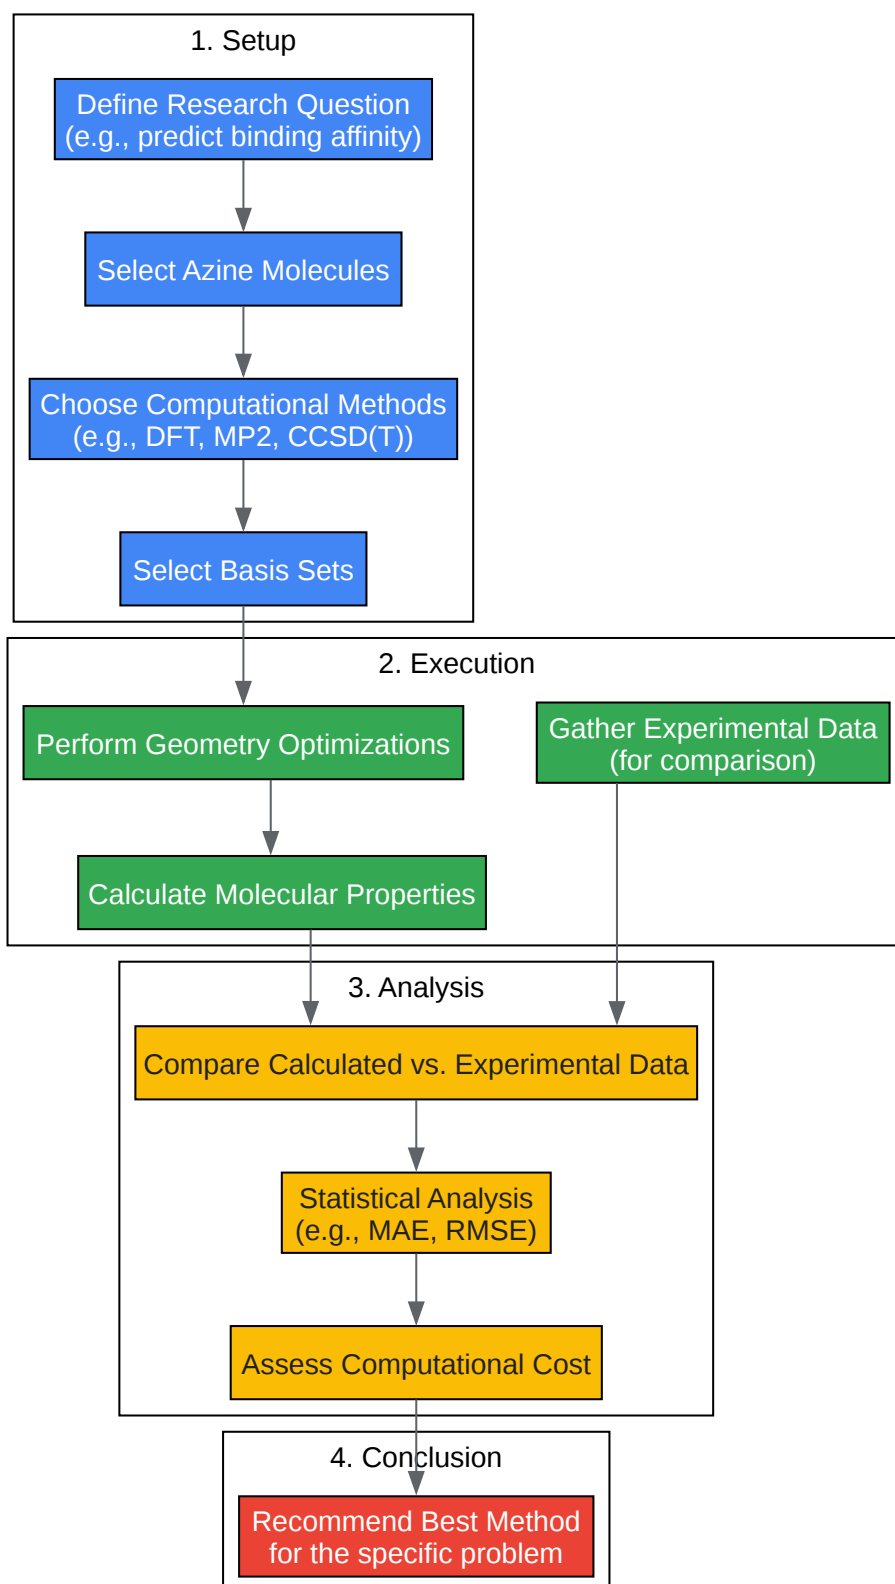 1. Setup
Define Research Question
(e.g., predict binding affinity)
Select Azine Molecules
Choose Computational Methods
(e.g., DFT, MP2, CCSD(T))
Select Basis Sets
2. Execution
Perform Geometry Optimizations
Gather Experimental Data
(for comparison)
Calculate Molecular Properties
3. Analysis
Compare Calculated vs. Experimental Data
Statistical Analysis
(e.g., MAE, RMSE)
Assess Computational Cost
4. Conclusion
Recommend Best Method
for the specific problem